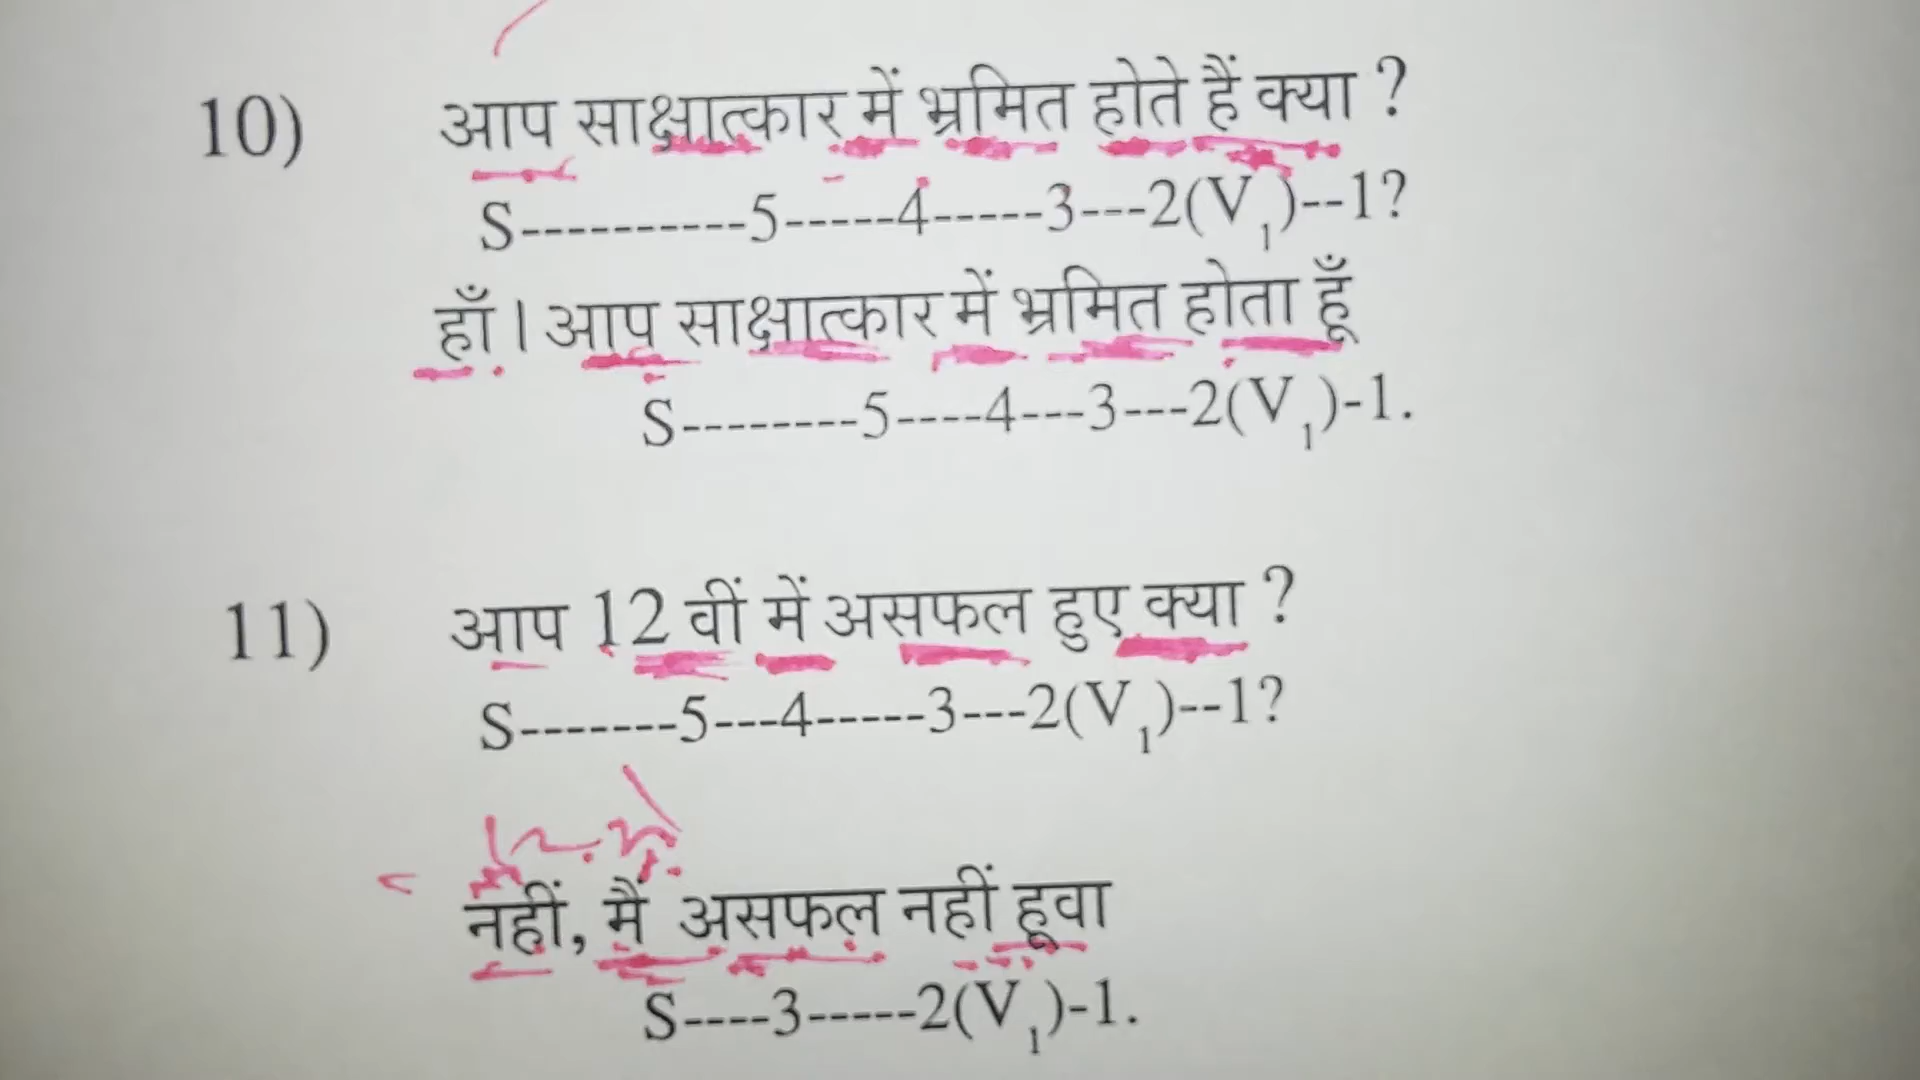 10) आप साक्षात्कार में भ्रमित होते हैं क्या ?
S----------5-----4-----3---2(V₁)--1?
हाँ । आप साक्षात्कार में भ्रमित होता हूँ
S--------5----4---3---2(V₁)-1.
11) आप 12 वीं में असफल हुए क्या ?
S-------5---4-----3---2(V₁)--1?
नहीं, मैं असफल नहीं हूवा
S----3-----2(V₁)-1.